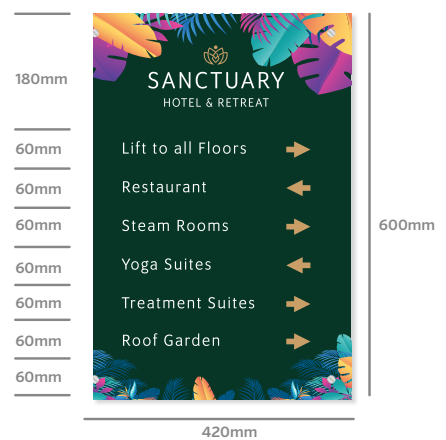 SANCTUARY
HOTEL & RETREAT
180mm
60mm Lift to all Floors
60mm Restaurant
60mm Steam Rooms
600mm
60mm Yoga Suites
60mm Treatment Suites
60mm Roof Garden
60mm
420mm